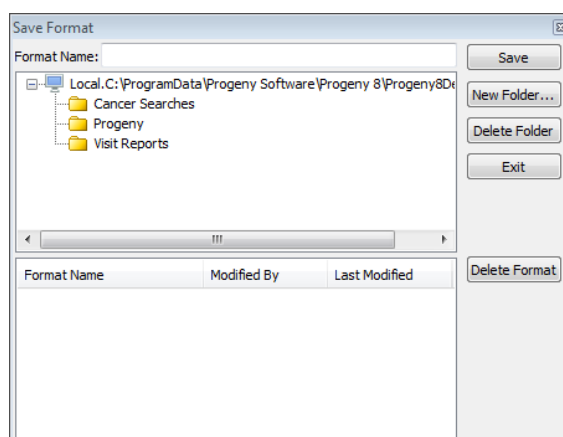 Save Format
Format Name:
Save
Local.C:\ProgramData\Progeny Software\Progeny 8\Progeny8De
New Folder...
Cancer Searches
Progeny
Delete Folder
Visit Reports
Exit
Format Name Modified By Last Modified
Delete Format